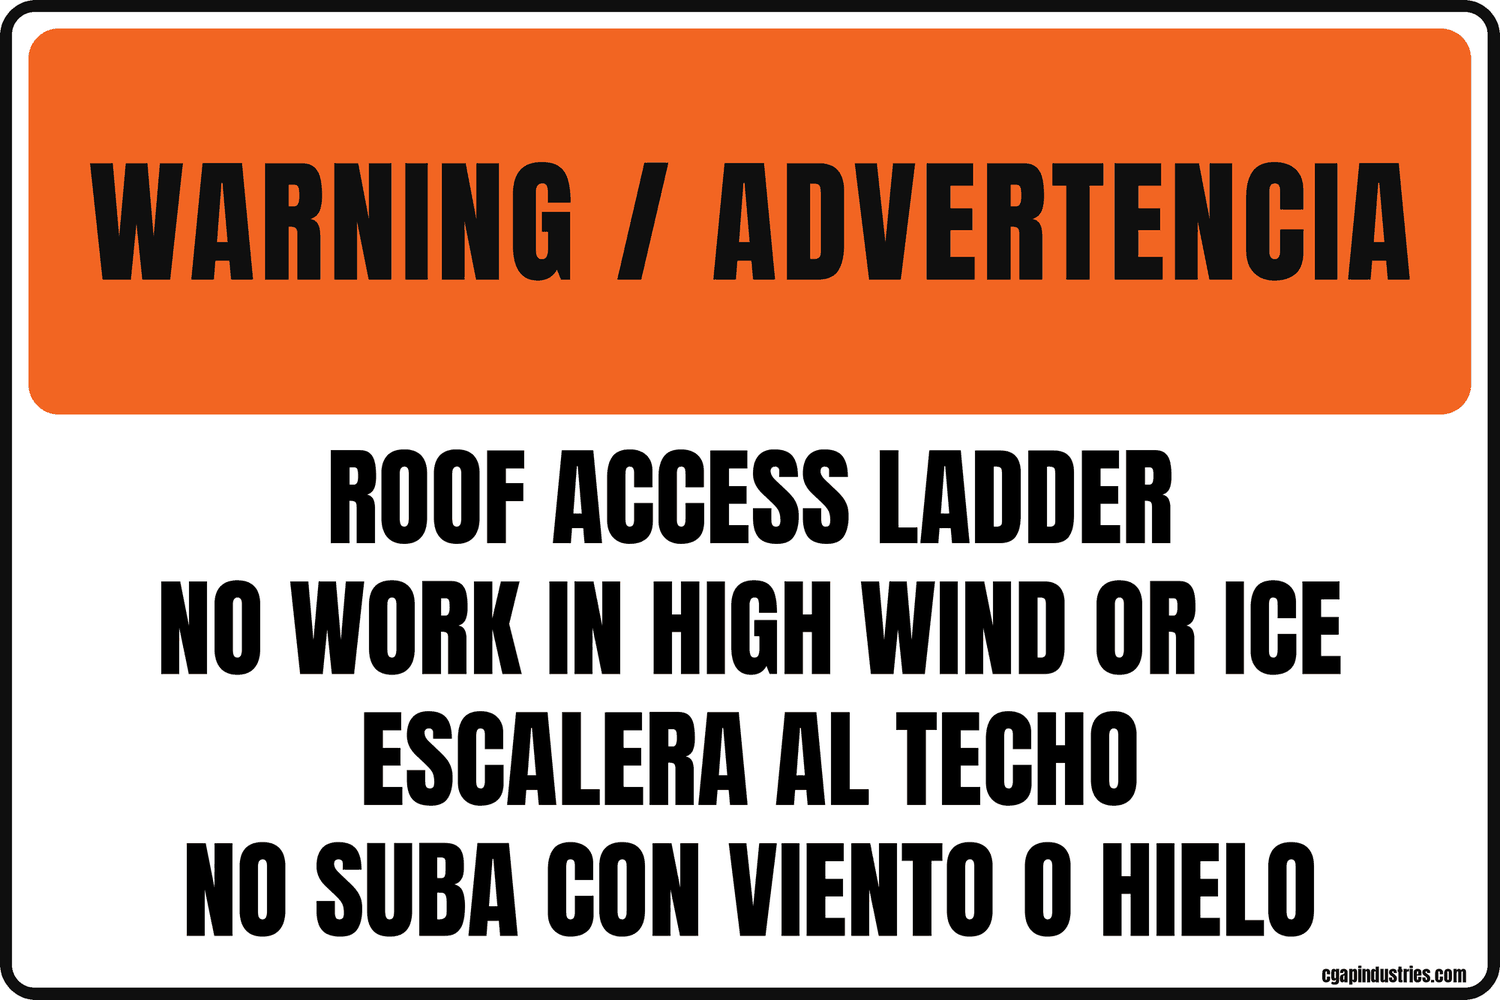 WARNING / ADVERTENCIA
ROOF ACCESS LADDER
NO WORK IN HIGH WIND OR ICE
ESCALERA AL TECHO
NO SUBA CON VIENTO O HIELO
cgapindustries.com